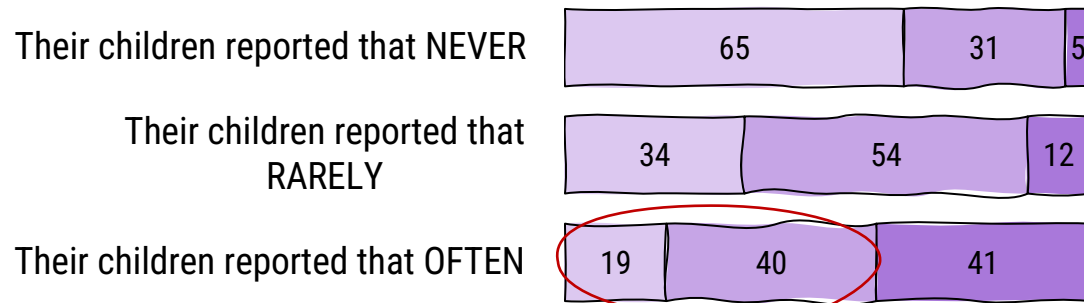 Their children reported that NEVER
65 31 5
Their children reported that
RARELY
34 54 12
Their children reported that OFTEN
19 40 41